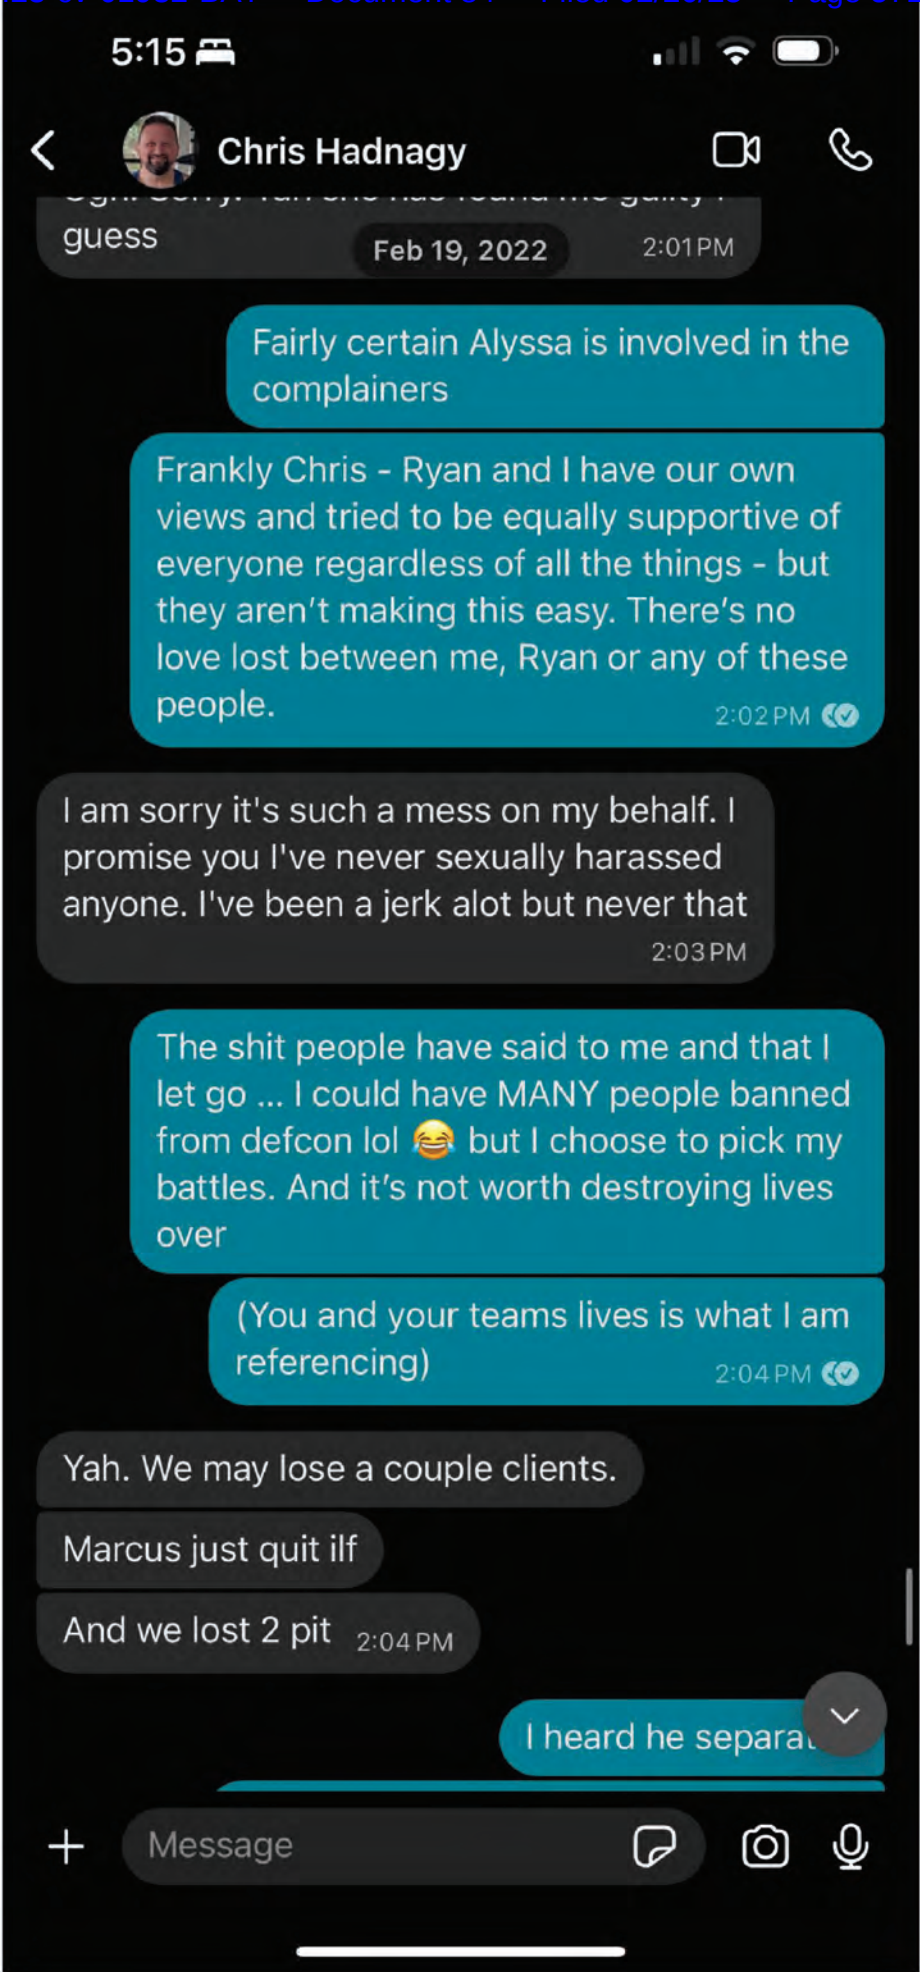 5:15
Chris Hadnagy
guess
Feb 19, 2022
2:01 PM
Fairly certain Alyssa is involved in the
complainers
Frankly Chris - Ryan and I have our own
views and tried to be equally supportive of
everyone regardless of all the things - but
they aren't making this easy. There's no
love lost between me, Ryan or any of these
people.
2:02 PM
I am sorry it's such a mess on my behalf. I
promise you I've never sexually harassed
anyone. I've been a jerk alot but never that
2:03 PM
The shit people have said to me and that I
let go ... I could have MANY people banned
from defcon lol 😂 but I choose to pick my
battles. And it's not worth destroying lives
over
(You and your teams lives is what I am
referencing)
2:04 PM
Yah. We may lose a couple clients.
Marcus just quit ilf
And we lost 2 pit 2:04 PM
I heard he
Message